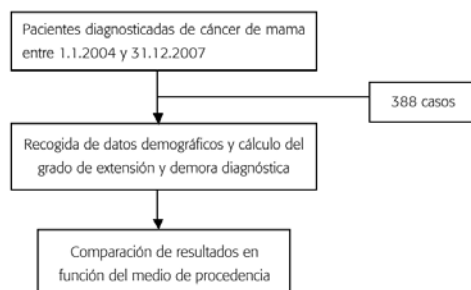 Pacientes diagnosticadas de cáncer de mama
entre 1.1.2004 y 31.12.2007
388 casos
Recogida de datos demográficos y cálculo del
grado de extensión y demora diagnóstica
Comparación de resultados en
función del medio de procedencia